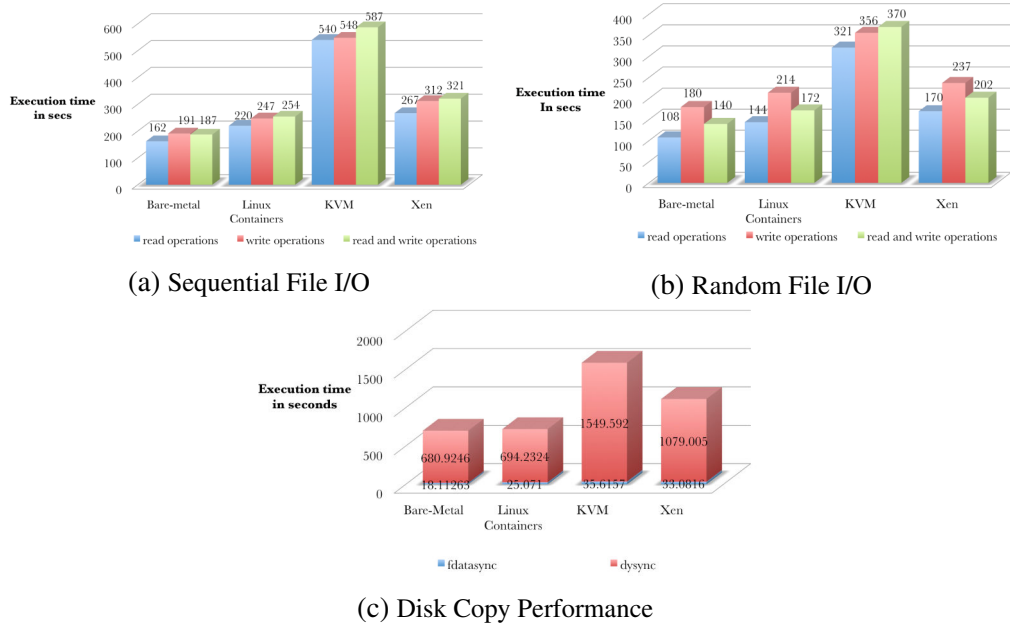 600
500
400
300
200
100
0
Execution time
in secs
162 191 187
220 247 254
540 548 587
267 312 321
Bare-metal Linux Containers KVM Xen
read operations write operations read and write operations
(a) Sequential File I/O
400
350
300
250
200
150
100
50
0
Execution time
In secs
108 180 140
144 214 172
321 356 370
170 237 202
Bare-metal Linux Containers KVM Xen
read operations write operations read and write operations
(b) Random File I/O
2000
1500
1000
500
0
Execution time
in seconds
680.9246 694.2324 1549.592 1079.005
18.11263 25.071 35.6157 33.0816
Bare-Metal Linux Containers KVM Xen
fdatasync dysync
(c) Disk Copy Performance